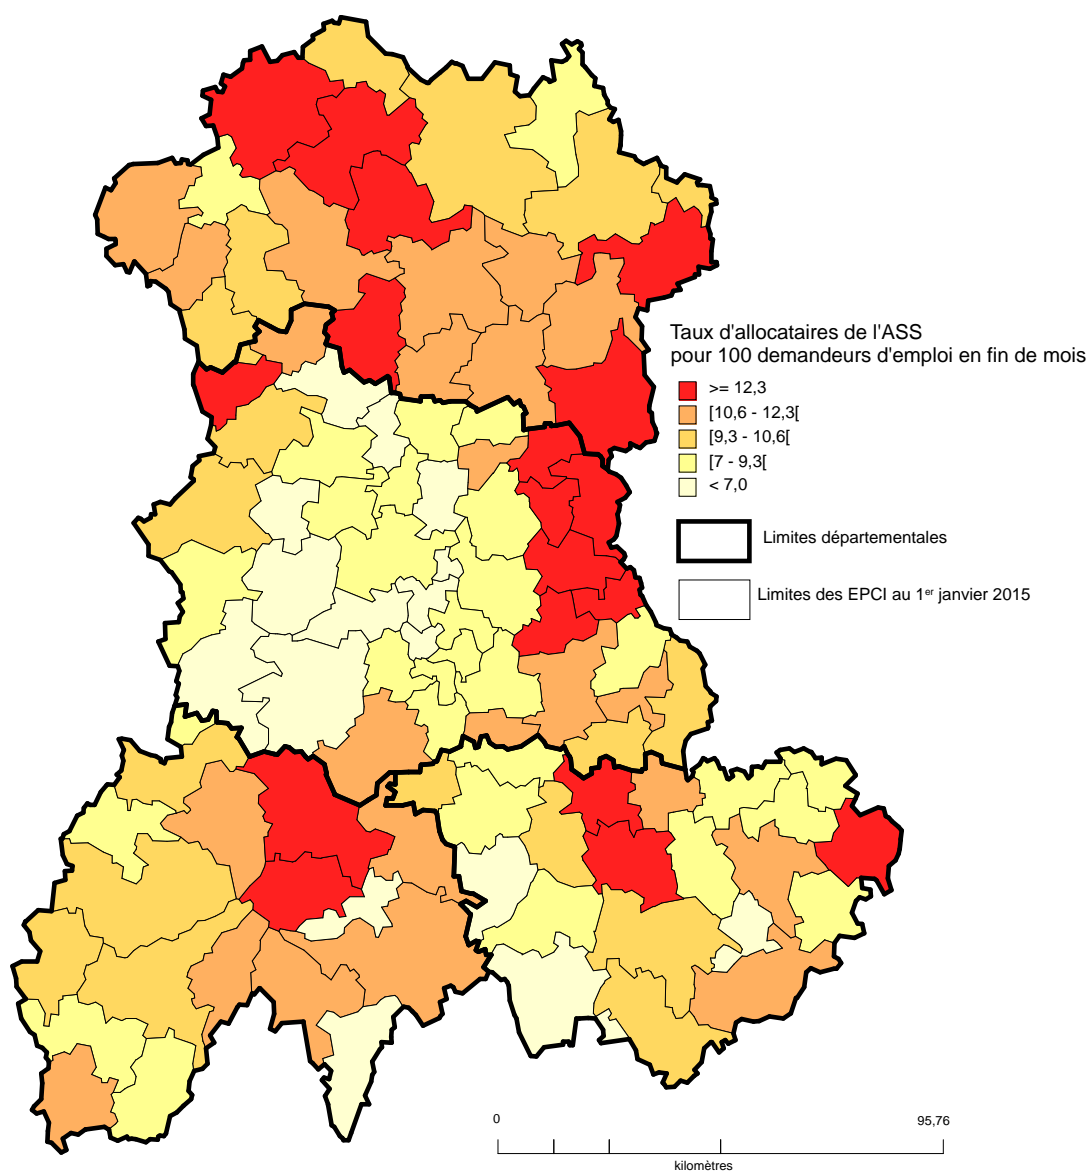 Taux d'allocataires de l'ASS
pour 100 demandeurs d'emploi en fin de mois
>= 12,3
[10,6 - 12,3[
[9,3 - 10,6[
[7 - 9,3[
< 7,0
Limites départementales
Limites des EPCI au 1er janvier 2015
0
95,76
kilomètres